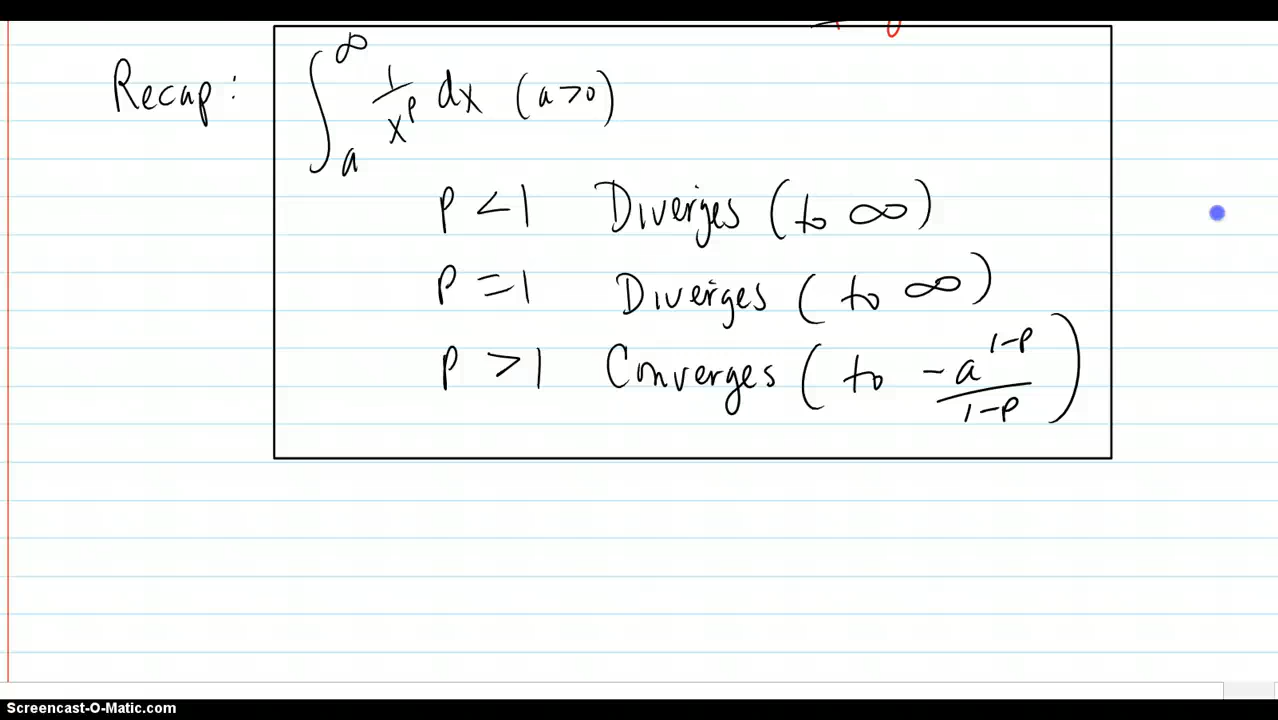 Recap: ∫_a^∞ 1/x^p dx (a>0)
p < 1 Diverges (to ∞)
p = 1 Diverges (to ∞)
p > 1 Converges (to -a^(1-p)/(1-p))
Screencast-O-Matic.com